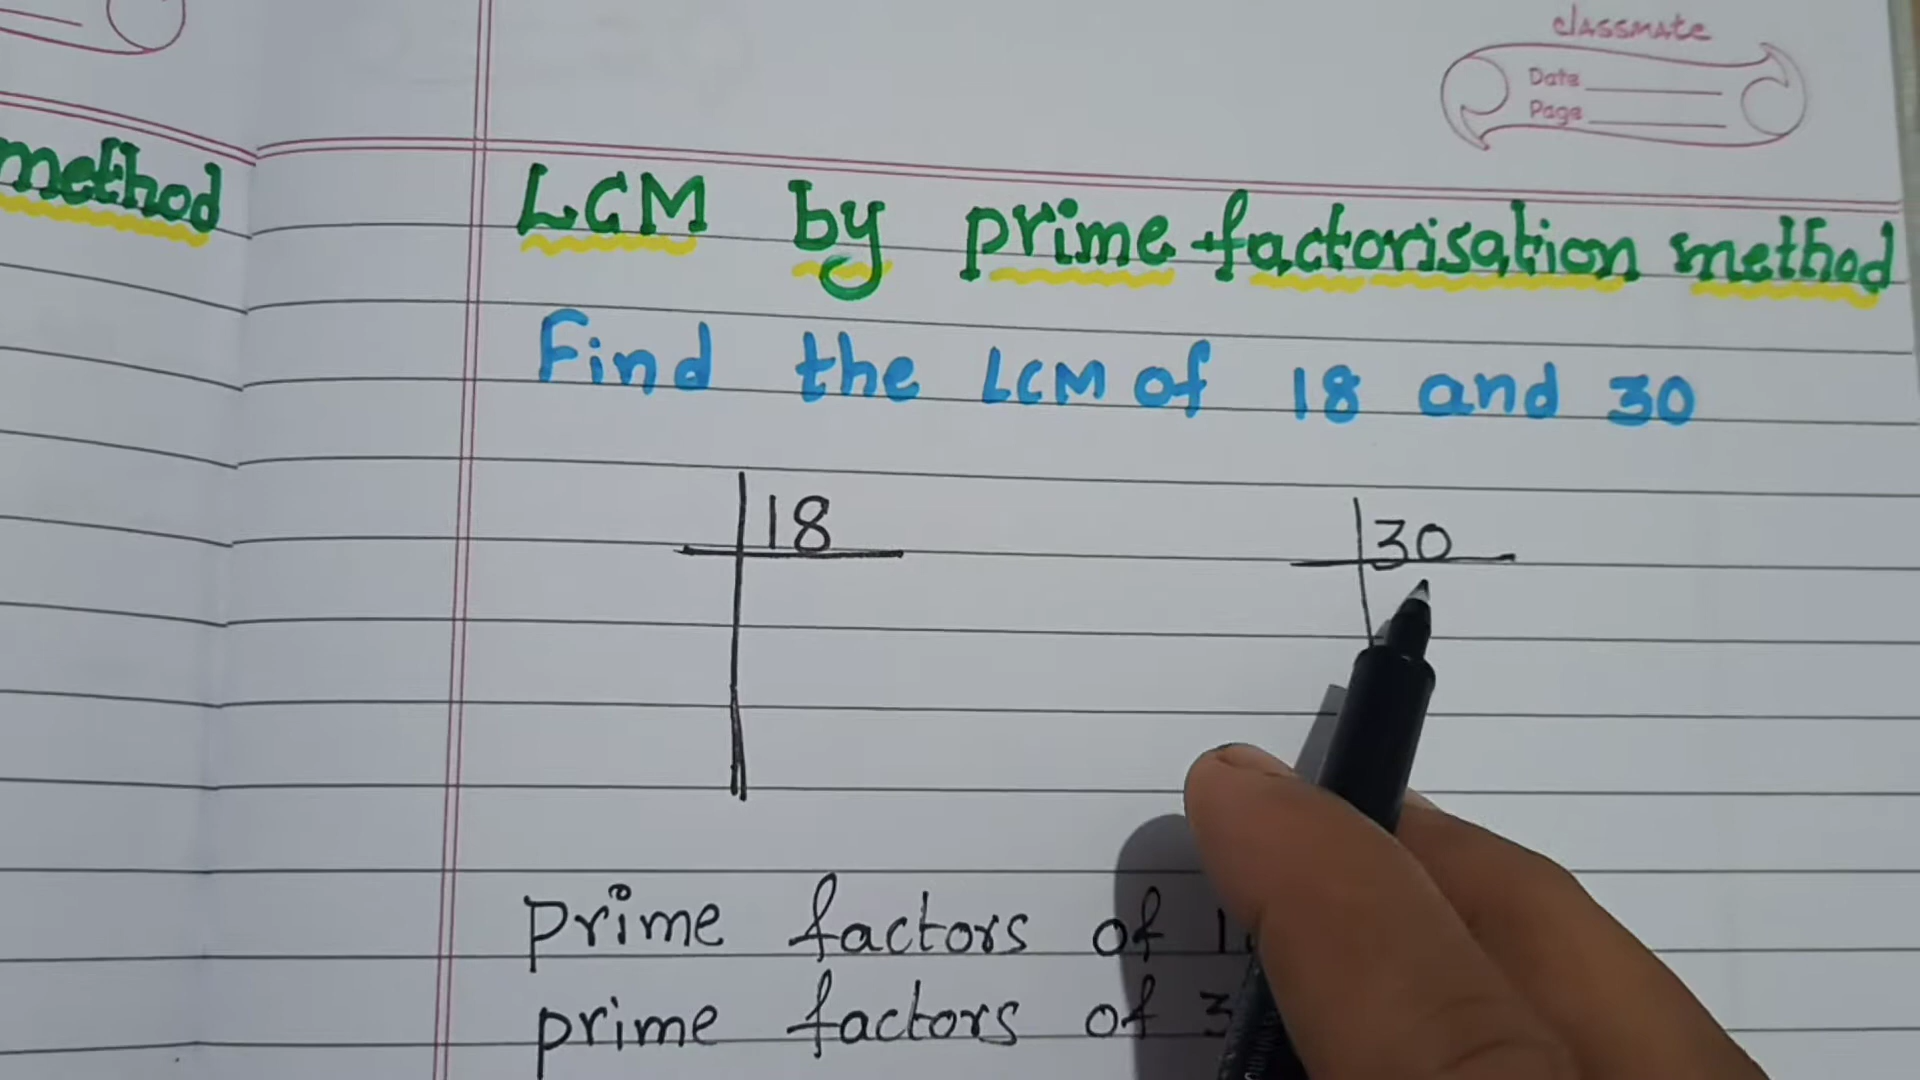 classmate
Date
Page
method
LCM by prime factorisation method
Find the LCM of 18 and 30
18
30
prime factors of
prime factors of